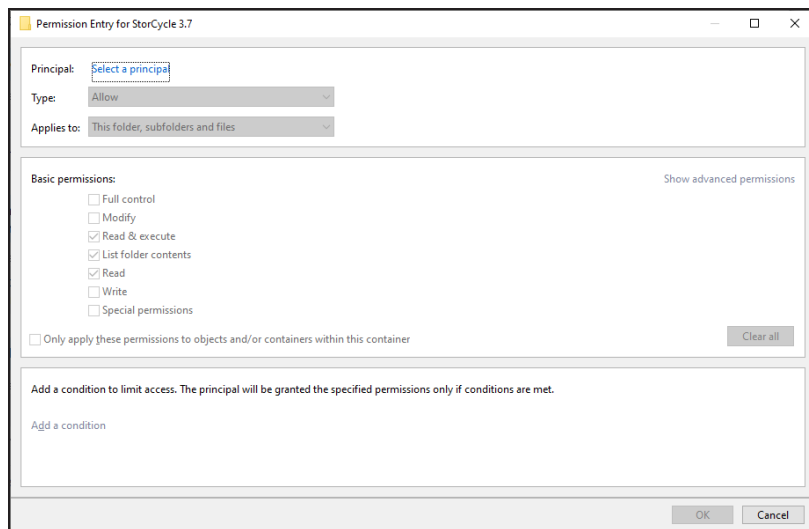 Permission Entry for StorCycle 3.7
Principal: Select a principal
Type: Allow
Applies to: This folder, subfolders and files
Basic permissions: Show advanced permissions
Full control
Modify
Read & execute
List folder contents
Read
Write
Special permissions
Only apply these permissions to objects and/or containers within this container Clear all
Add a condition to limit access. The principal will be granted the specified permissions only if conditions are met.
Add a condition
OK Cancel